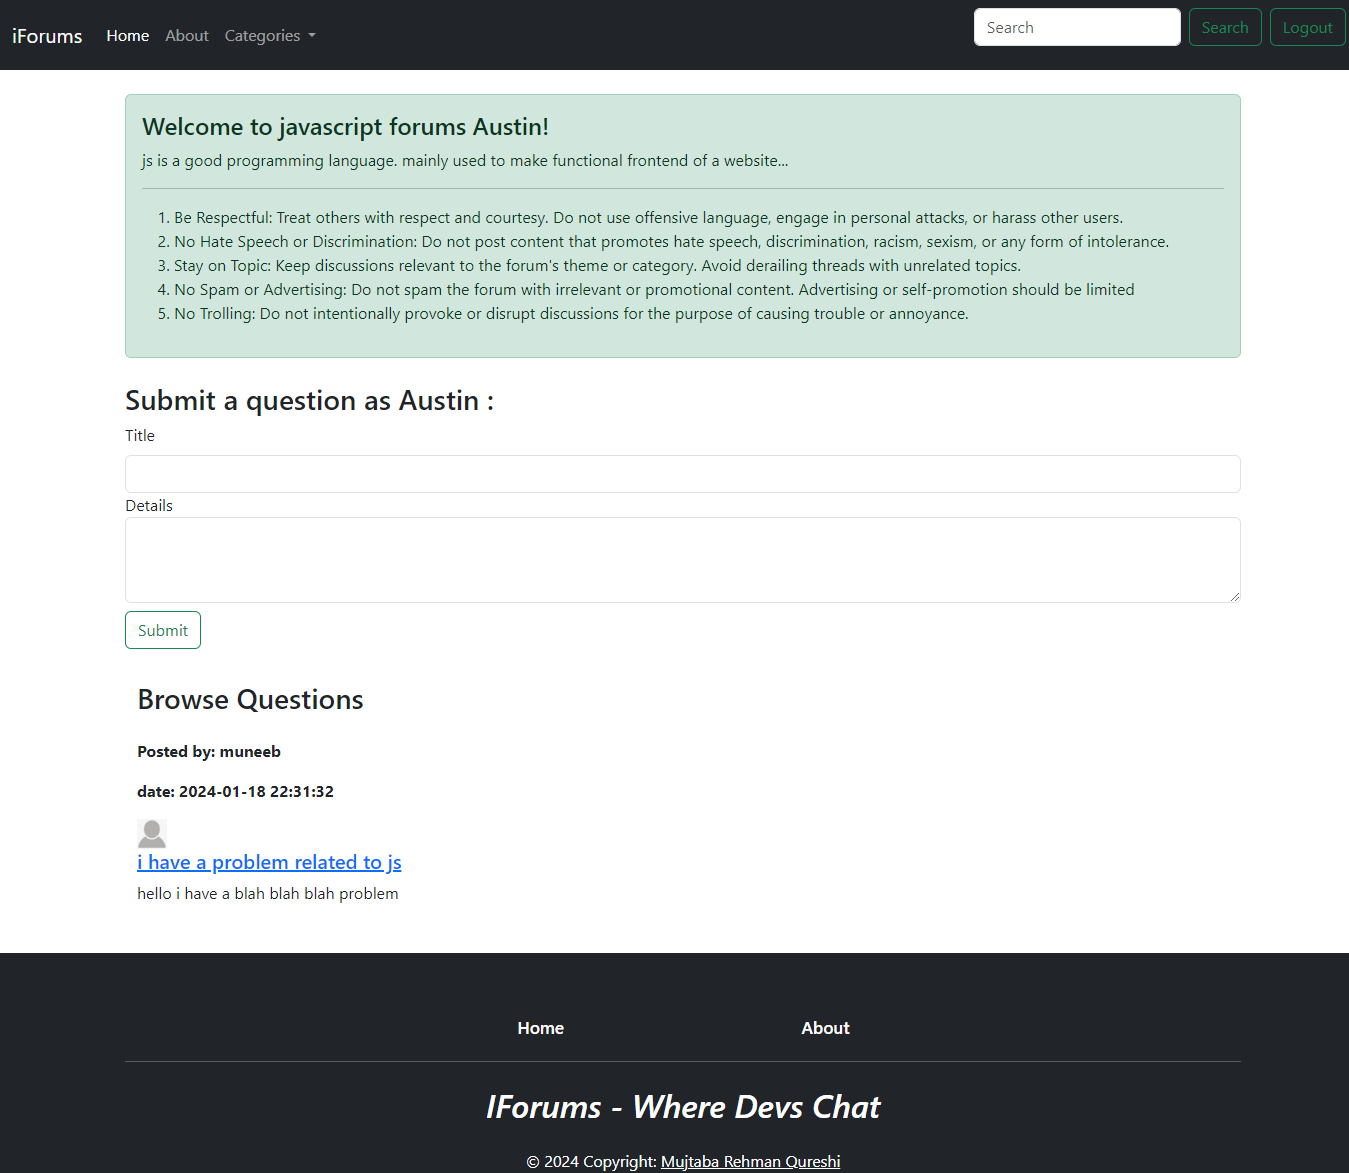 iForums Home About Categories Search Search Logout
Welcome to javascript forums Austin!
js is a good programming language. mainly used to make functional frontend of a website...
1. Be Respectful: Treat others with respect and courtesy. Do not use offensive language, engage in personal attacks, or harass other users.
2. No Hate Speech or Discrimination: Do not post content that promotes hate speech, discrimination, racism, sexism, or any form of intolerance.
3. Stay on Topic: Keep discussions relevant to the forum's theme or category. Avoid derailing threads with unrelated topics.
4. No Spam or Advertising: Do not spam the forum with irrelevant or promotional content. Advertising or self-promotion should be limited
5. No Trolling: Do not intentionally provoke or disrupt discussions for the purpose of causing trouble or annoyance.
Submit a question as Austin :
Title
Details
Submit
Browse Questions
Posted by: muneeb
date: 2024-01-18 22:31:32
i have a problem related to js
hello i have a blah blah blah problem
Home About
IForums - Where Devs Chat
© 2024 Copyright: Mujtaba Rehman Qureshi